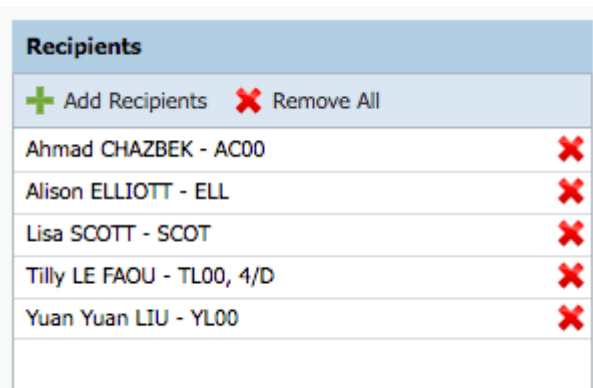 Recipients
Add Recipients Remove All
Ahmad CHAZBEK - AC00
Alison ELLIOTT - ELL
Lisa SCOTT - SCOT
Tilly LE FAOU - TL00, 4/D
Yuan Yuan LIU - YL00